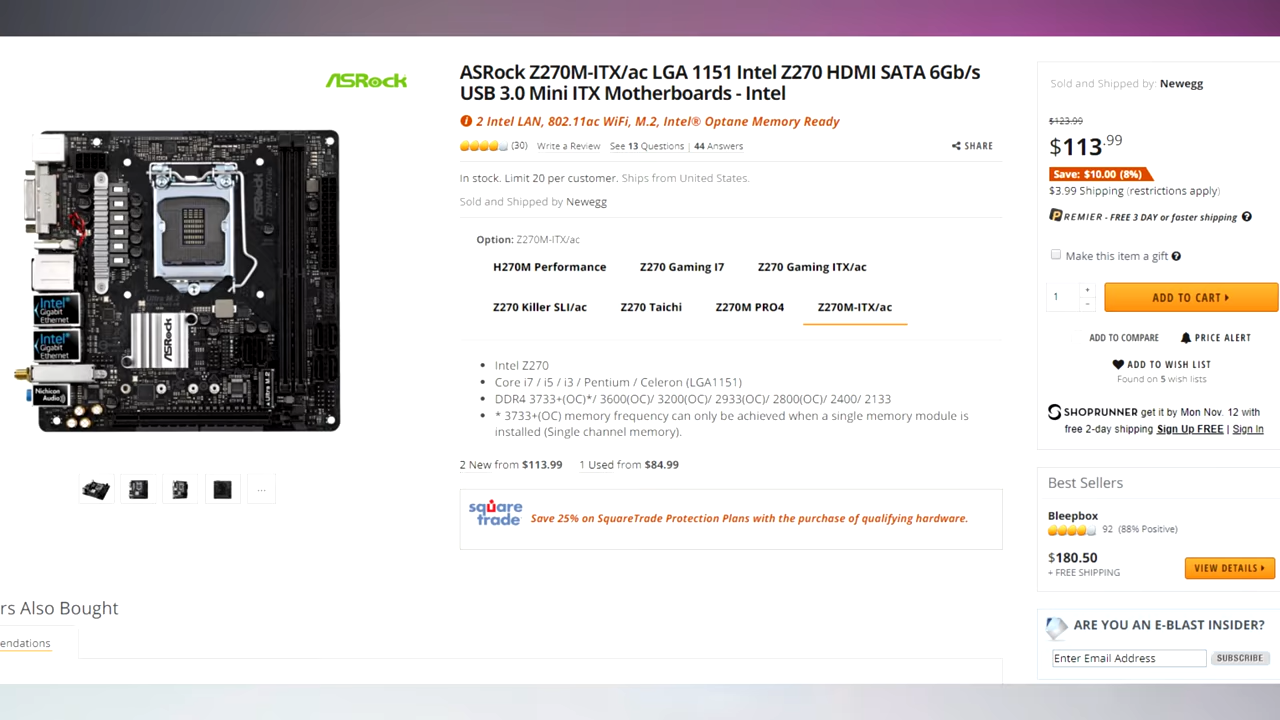 ASRock
ASRock Z270M-ITX/ac LGA 1151 Intel Z270 HDMI SATA 6Gb/s
USB 3.0 Mini ITX Motherboards - Intel
2 Intel LAN, 802.11ac WiFi, M.2, Intel® Optane Memory Ready
(30) Write a Review See 13 Questions | 44 Answers
SHARE
In stock. Limit 20 per customer. Ships from United States.
Sold and Shipped by Newegg
Option: Z270M-ITX/ac
H270M Performance Z270 Gaming I7 Z270 Gaming ITX/ac
Z270 Killer SLI/ac Z270 Taichi Z270M PRO4 Z270M-ITX/ac
• Intel Z270
• Core i7 / i5 / i3 / Pentium / Celeron (LGA1151)
• DDR4 3733+(OC)*/ 3600(OC)/ 3200(OC)/ 2933(OC)/ 2800(OC)/ 2400/ 2133
• * 3733+(OC) memory frequency can only be achieved when a single memory module is
installed (Single channel memory).
2 New from $113.99 1 Used from $84.99
square
trade
Save 25% on SquareTrade Protection Plans with the purchase of qualifying hardware.
ASRock
Intel®
Gigabit
Ethernet
Intel®
Gigabit
Ethernet
Nichicon
Audio
ASRock
Ultra M.2
...
rs Also Bought
endations
Sold and Shipped by: Newegg
$123.99
$113.99
Save: $10.00 (8%)
$3.99 Shipping (restrictions apply)
PREMIER - FREE 3 DAY or faster shipping ?
Make this item a gift ?
1 + -
ADD TO CART
ADD TO COMPARE PRICE ALERT
ADD TO WISH LIST
Found on 5 wish lists
SHOPRUNNER get it by Mon Nov. 12 with
free 2-day shipping Sign Up FREE | Sign In
Best Sellers
Bleepbox
92 (88% Positive)
$180.50
+ FREE SHIPPING
VIEW DETAILS
ARE YOU AN E-BLAST INSIDER?
Enter Email Address SUBSCRIBE